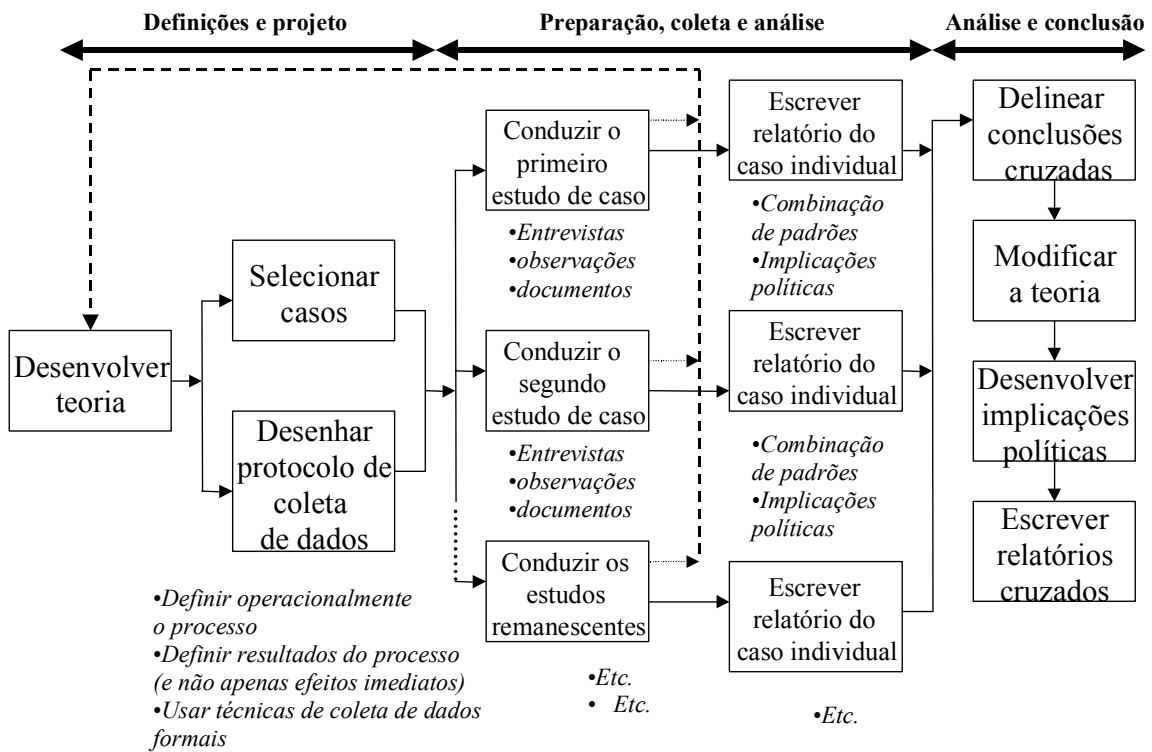 Definições e projeto
Preparação, coleta e análise
Análise e conclusão
Desenvolver
teoria
Selecionar
casos
Desenhar
protocolo de
coleta
de dados
•Definir operacionalmente
o processo
•Definir resultados do processo
(e não apenas efeitos imediatos)
•Usar técnicas de coleta de dados
formais
Conduzir o
primeiro
estudo de caso
•Entrevistas
•observações
•documentos
Conduzir o
segundo
estudo de caso
•Entrevistas
•observações
•documentos
Conduzir os
estudos
remanescentes
•Etc.
• Etc.
Escrever
relatório do
caso individual
•Combinação
de padrões
•Implicações
políticas
Escrever
relatório do
caso individual
•Combinação
de padrões
•Implicações
políticas
Escrever
relatório do
caso individual
•Etc.
Delinear
conclusões
cruzadas
Modificar
a teoria
Desenvolver
implicações
políticas
Escrever
relatórios
cruzados